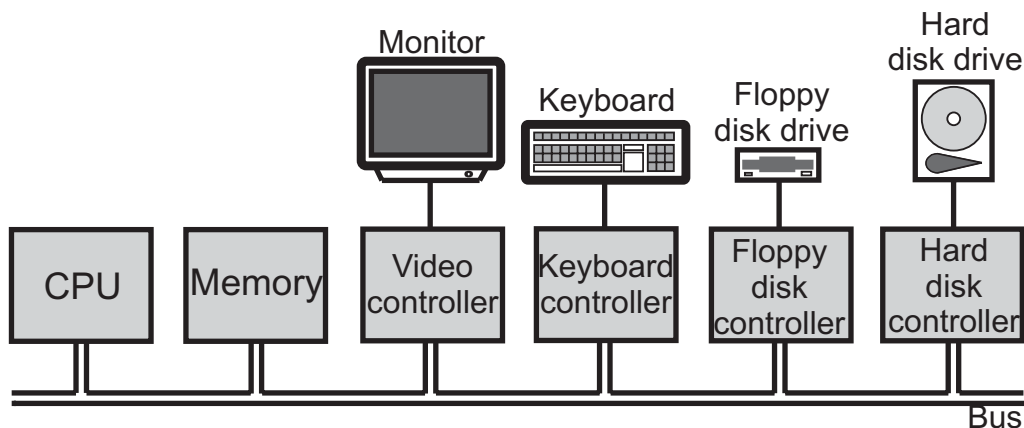 Monitor
Keyboard
Floppy
disk drive
Hard
disk drive
CPU
Memory
Video
controller
Keyboard
controller
Floppy
disk
controller
Hard
disk
controller
Bus